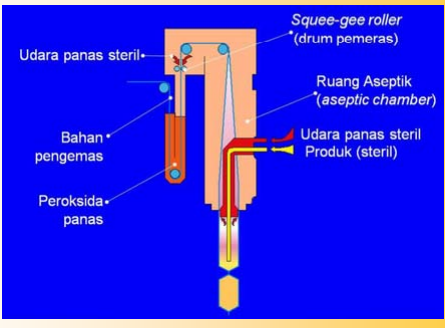 Squee-gee roller
(drum pemeras)
Udara panas steril
Ruang Aseptik
(aseptic chamber)
Udara panas steril
Produk (steril)
Bahan
pengemas
Peroksida
panas